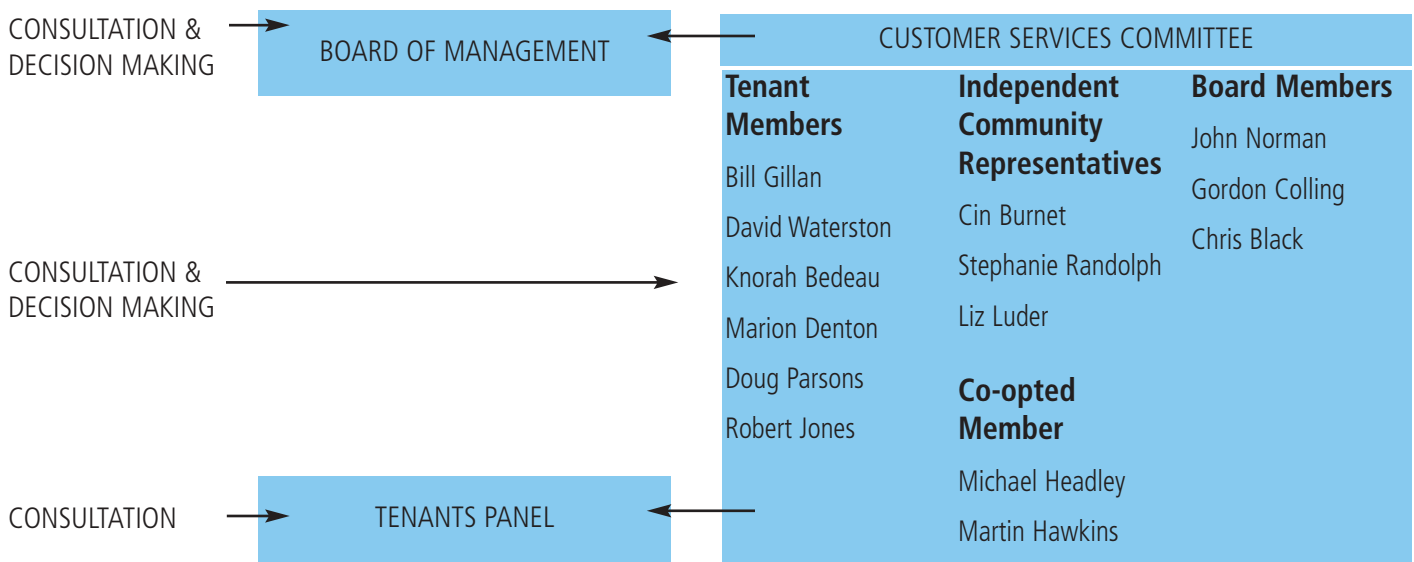 CONSULTATION &
DECISION MAKING
BOARD OF MANAGEMENT
CUSTOMER SERVICES COMMITTEE
Tenant
Members
Bill Gillan
David Waterston
Knorah Bedeau
Marion Denton
Doug Parsons
Robert Jones
Independent
Community
Representatives
Cin Burnet
Stephanie Randolph
Liz Luder
Co-opted
Member
Michael Headley
Martin Hawkins
Board Members
John Norman
Gordon Colling
Chris Black
CONSULTATION &
DECISION MAKING
CONSULTATION
TENANTS PANEL